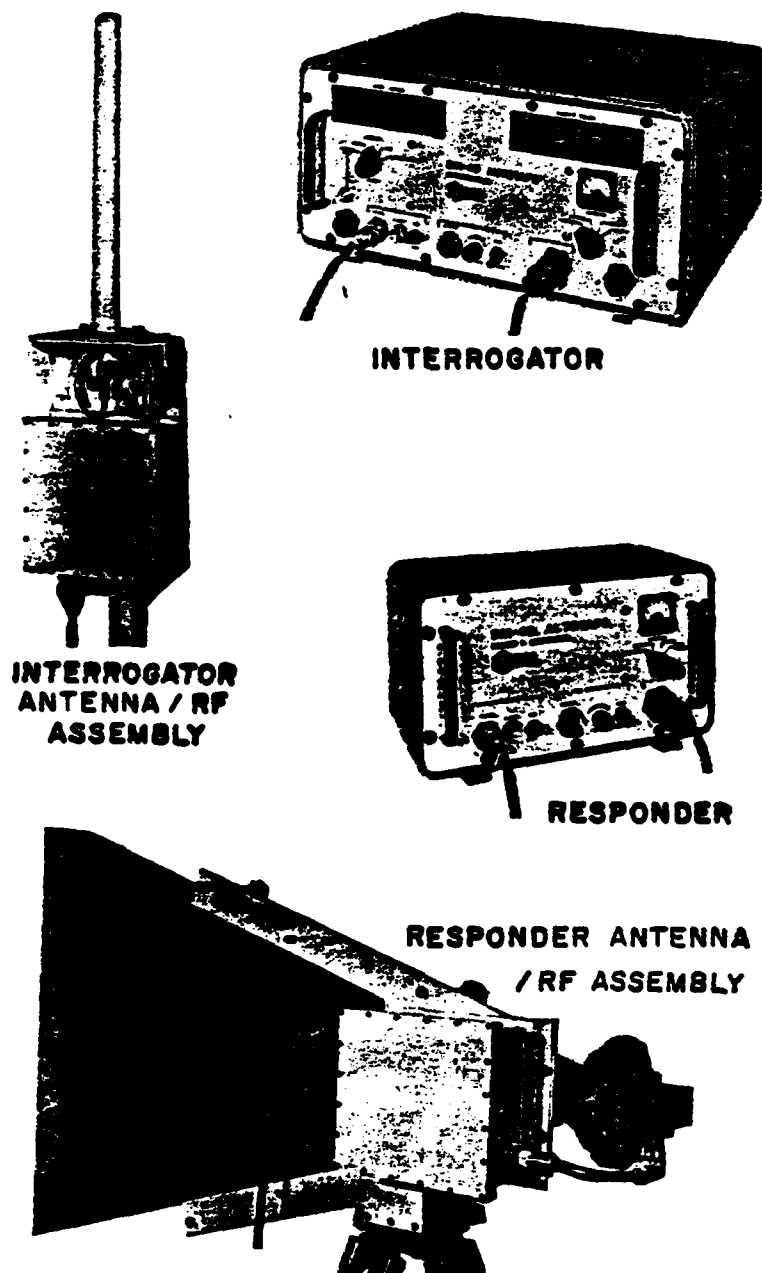 INTERROGATOR
INTERROGATOR
ANTENNA / RF
ASSEMBLY
RESPONDER
RESPONDER ANTENNA
/ RF ASSEMBLY